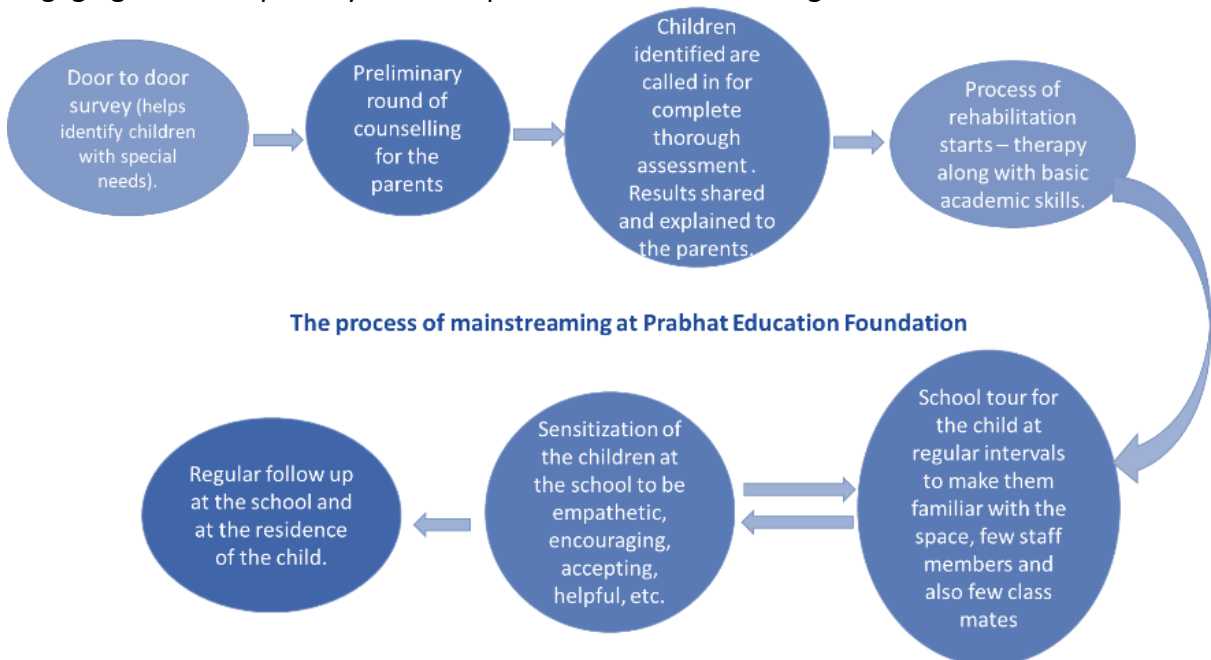 Door to door
survey (helps
identify children
with special
needs).
Preliminary
round of
counselling
for the
parents
Children
identified are
called in for
complete
thorough
assessment .
Results shared
and explained to
the parents.
Process of
rehabilitation
starts – therapy
along with basic
academic skills.
The process of mainstreaming at Prabhat Education Foundation
School tour for
the child at
regular intervals
to make them
familiar with the
space, few staff
members and
also few class
mates
Sensitization of
the children at
the school to be
empathetic,
encouraging,
accepting,
helpful, etc.
Regular follow up
at the school and
at the residence
of the child.